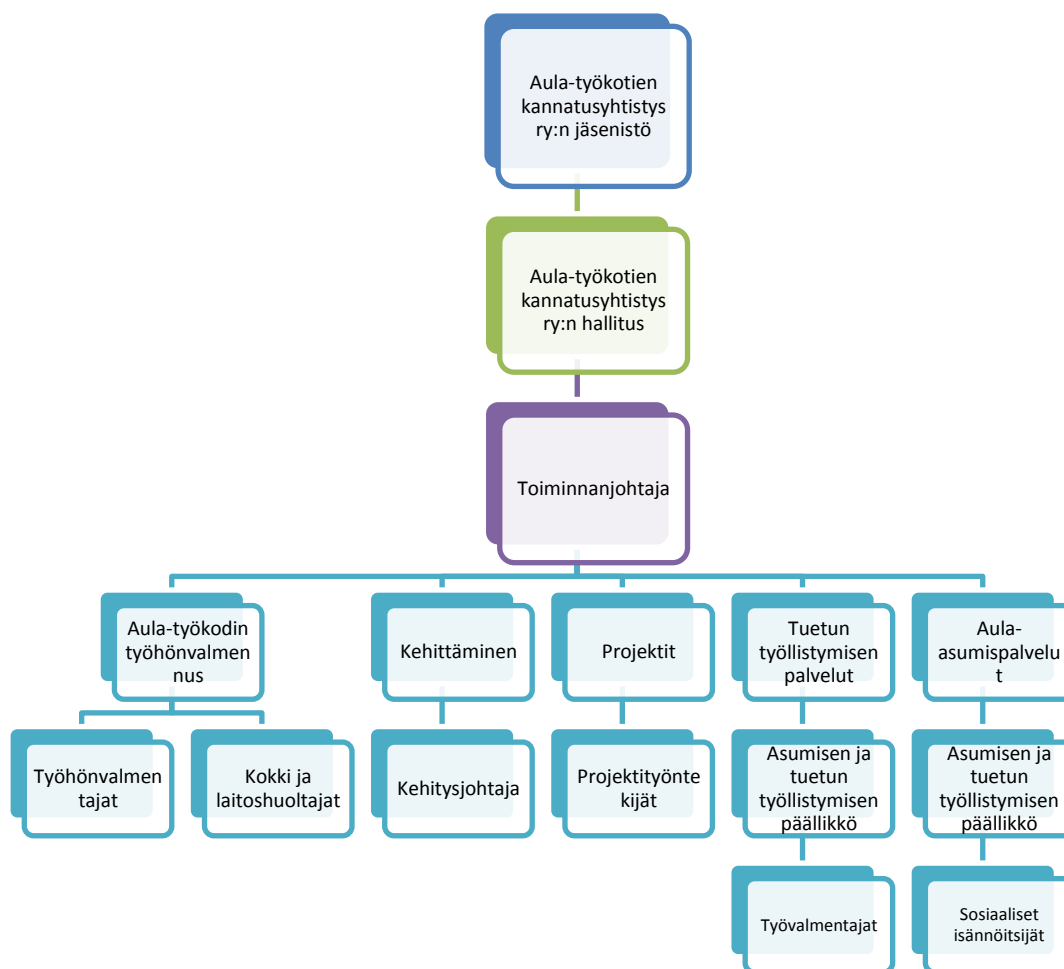 Aula-työkotien
kannatusyhtistys
ry:n jäsenistö
Aula-työkotien
kannatusyhtistys
ry:n hallitus
Toiminnanjohtaja
Aula-työkodin
työhönvalmen
nus
Kehittäminen
Projektit
Tuetun
työllistymisen
palvelut
Aula-
asumispalvelu
t
Työhönvalmen
tajat
Kokki ja
laitoshuoltajat
Kehitysjohtaja
Projektityönte
kijät
Asumisen ja
tuetun
työllistymisen
päällikkö
Asumisen ja
tuetun
työllistymisen
päällikkö
Työvalmentajat
Sosiaaliset
isännöitsijät